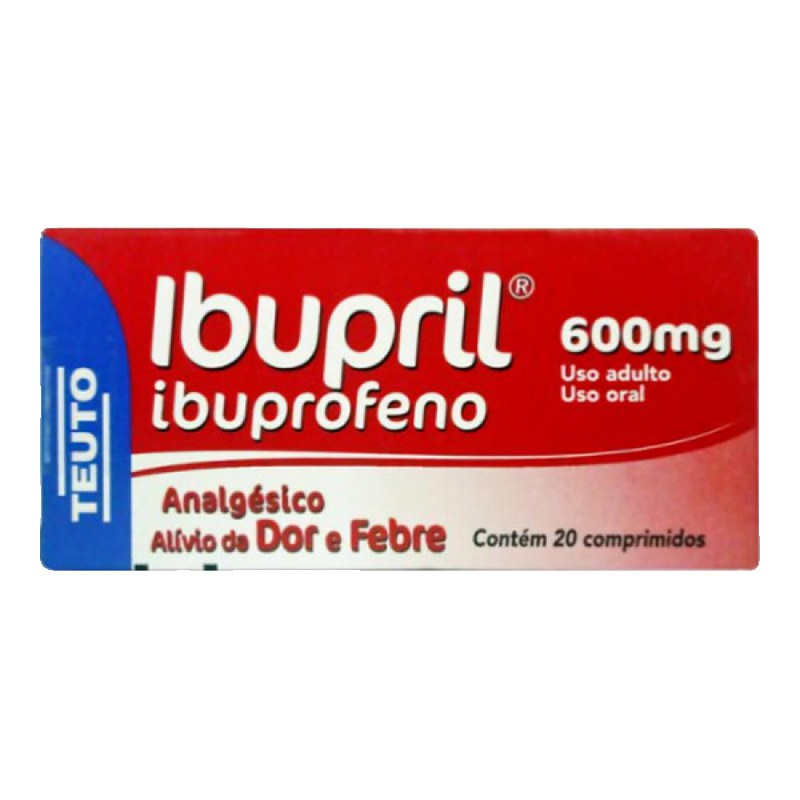 TEUTO
Ibupril®
ibuprofeno
600mg
Uso adulto
Uso oral
Analgésico
Alívio da Dor e Febre
Contém 20 comprimidos